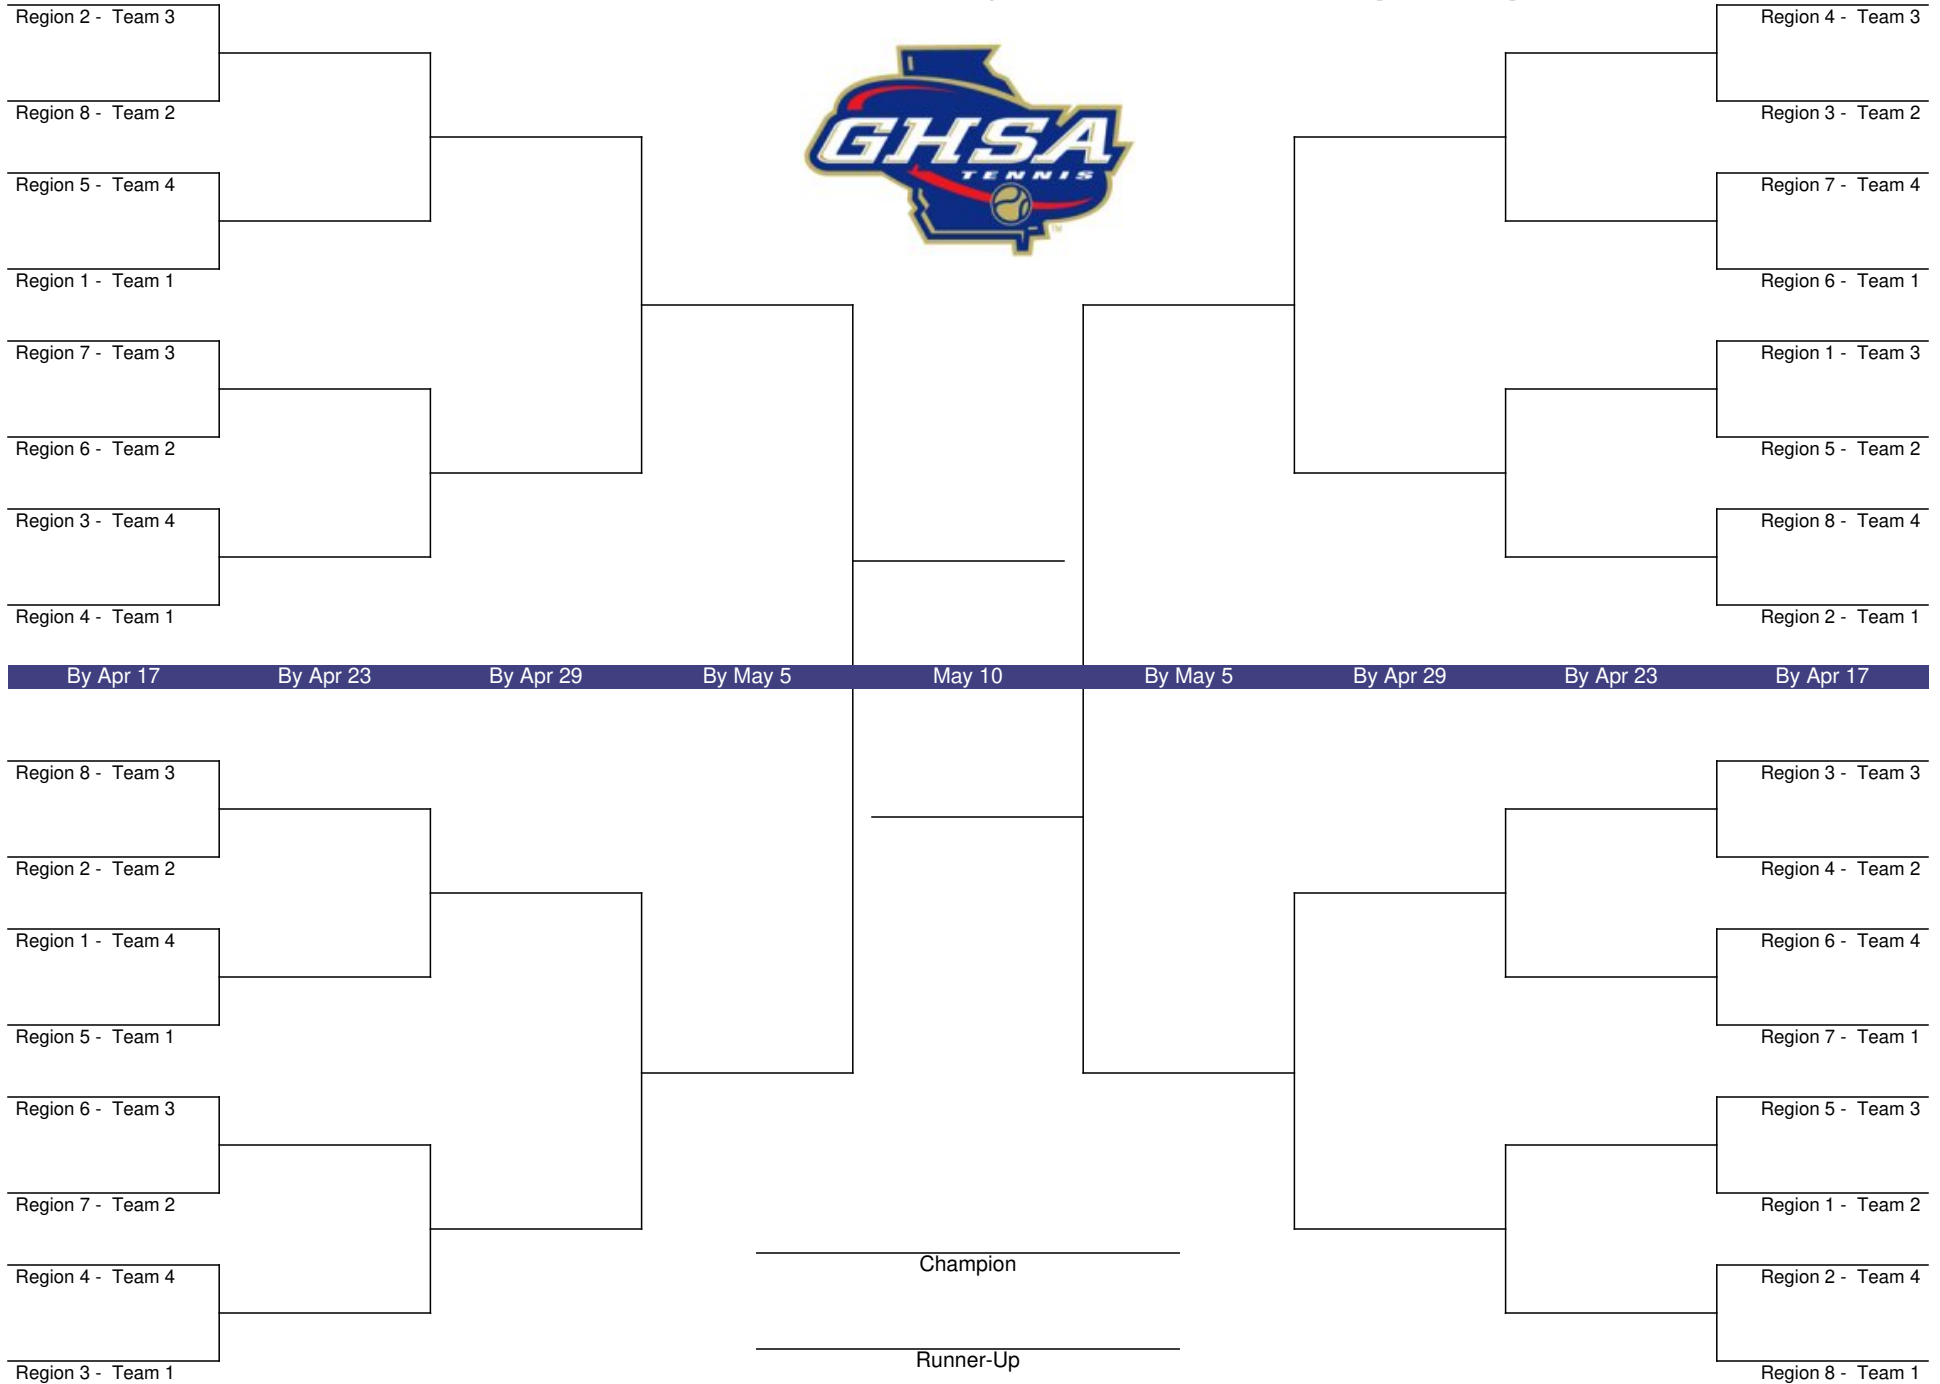 Region 2 - Team 3
Region 4 - Team 3
GHSA
TENNIS
TM
Region 8 - Team 2
Region 3 - Team 2
Region 5 - Team 4
Region 7 - Team 4
Region 1 - Team 1
Region 6 - Team 1
Region 7 - Team 3
Region 1 - Team 3
Region 6 - Team 2
Region 5 - Team 2
Region 3 - Team 4
Region 8 - Team 4
Region 4 - Team 1
Region 2 - Team 1
By Apr 17 By Apr 23 By Apr 29 By May 5 May 10 By May 5 By Apr 29 By Apr 23 By Apr 17
Region 8 - Team 3
Region 3 - Team 3
Region 2 - Team 2
Region 4 - Team 2
Region 1 - Team 4
Region 6 - Team 4
Region 5 - Team 1
Region 7 - Team 1
Region 6 - Team 3
Region 5 - Team 3
Region 7 - Team 2
Region 1 - Team 2
Champion
Region 4 - Team 4
Region 2 - Team 4
Runner-Up
Region 3 - Team 1
Region 8 - Team 1